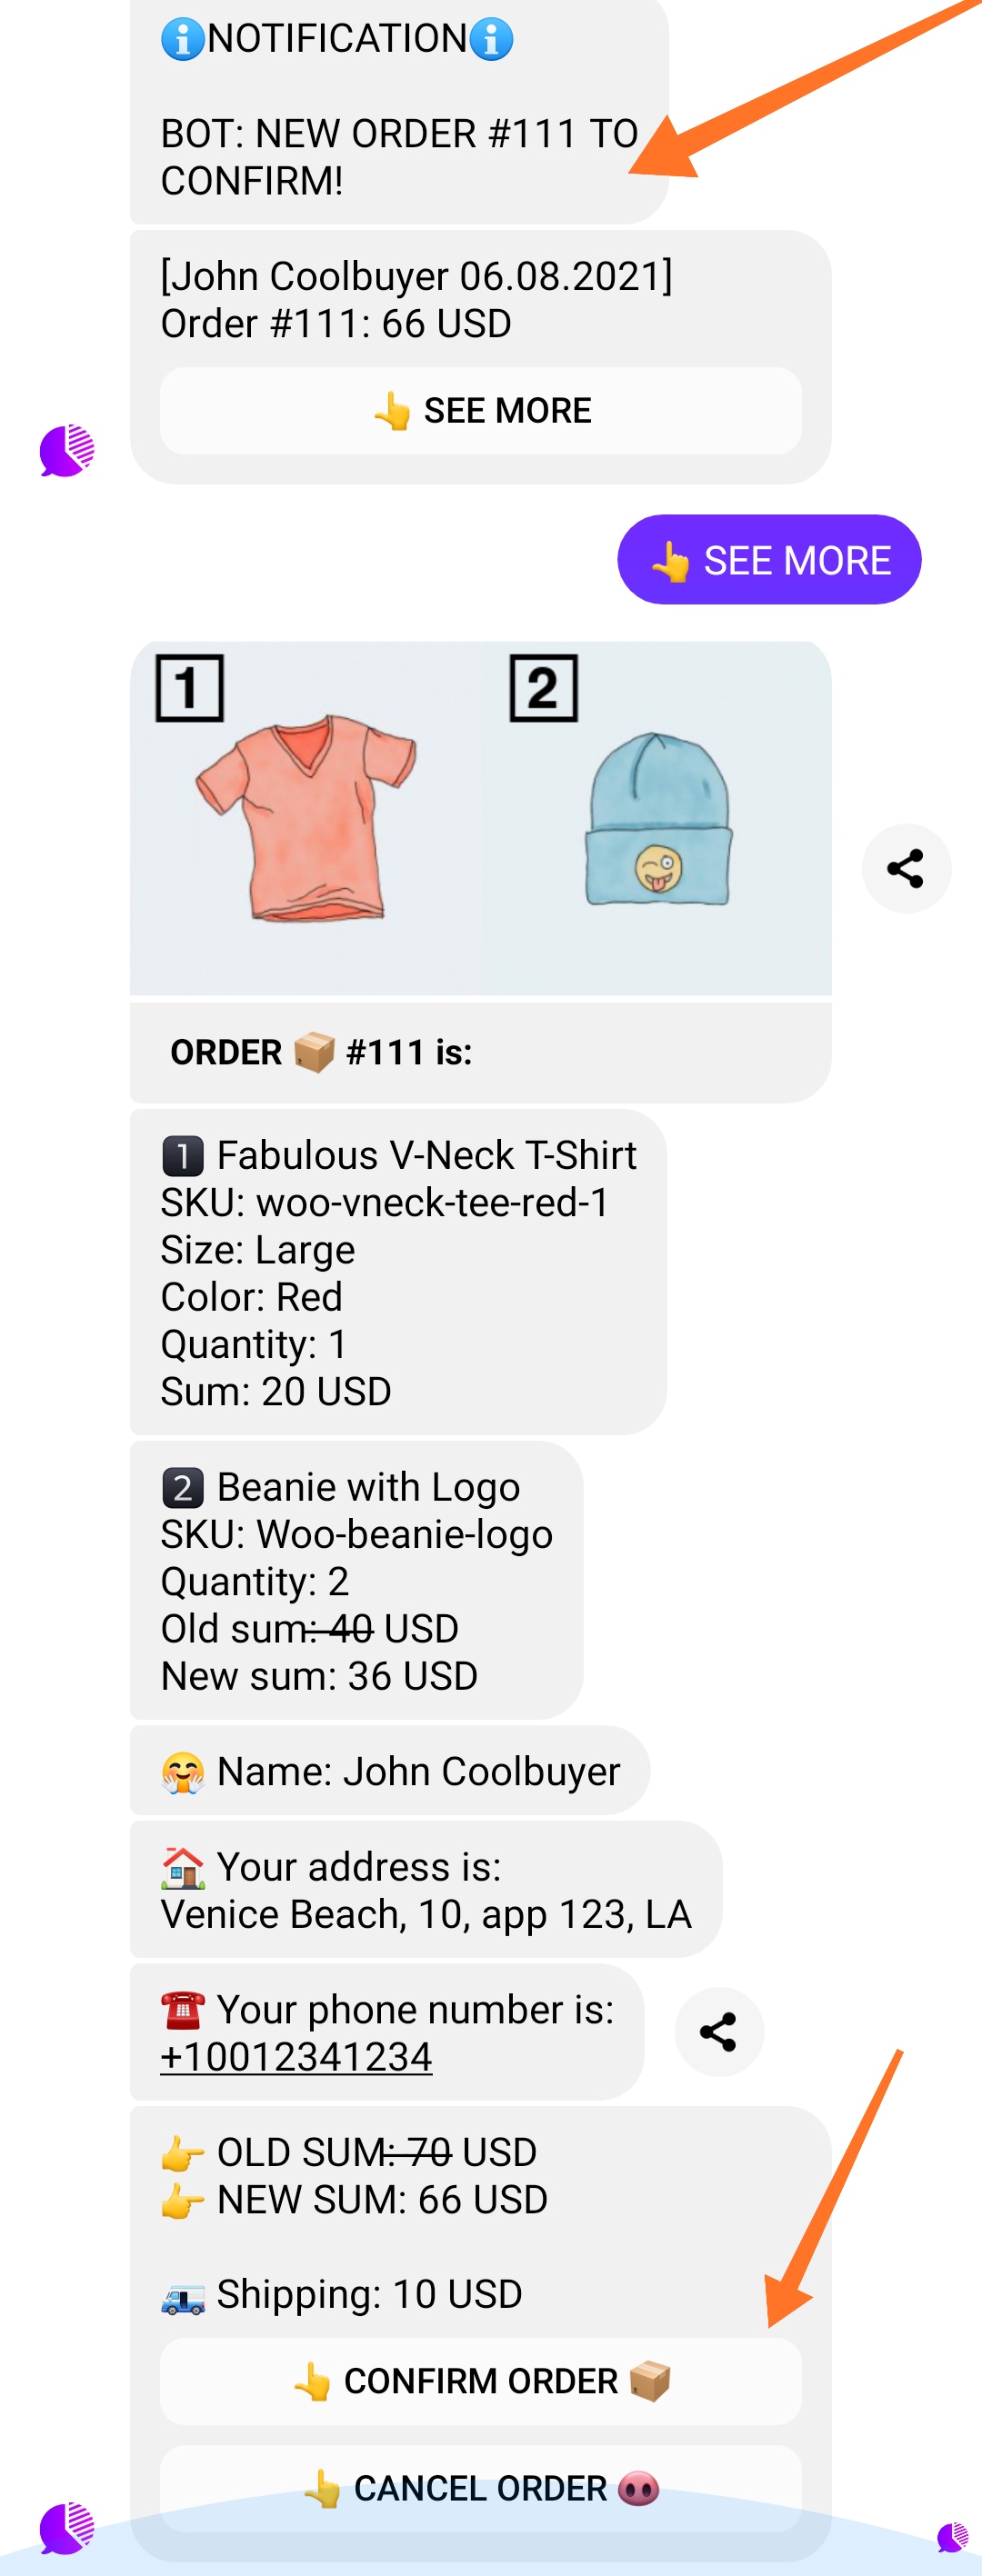 ℹ️NOTIFICATIONℹ️
BOT: NEW ORDER #111 TO
CONFIRM!
[John Coolbuyer 06.08.2021]
Order #111: 66 USD
👆 SEE MORE
👆 SEE MORE
1 2
ORDER 📦 #111 is:
1️⃣ Fabulous V-Neck T-Shirt
SKU: woo-vneck-tee-red-1
Size: Large
Color: Red
Quantity: 1
Sum: 20 USD
2️⃣ Beanie with Logo
SKU: Woo-beanie-logo
Quantity: 2
Old sum: 40 USD
New sum: 36 USD
🤗 Name: John Coolbuyer
🏠 Your address is:
Venice Beach, 10, app 123, LA
☎️ Your phone number is:
+10012341234
👉 OLD SUM: 70 USD
👉 NEW SUM: 66 USD
🚐 Shipping: 10 USD
👆 CONFIRM ORDER 📦
👆 CANCEL ORDER 🐽